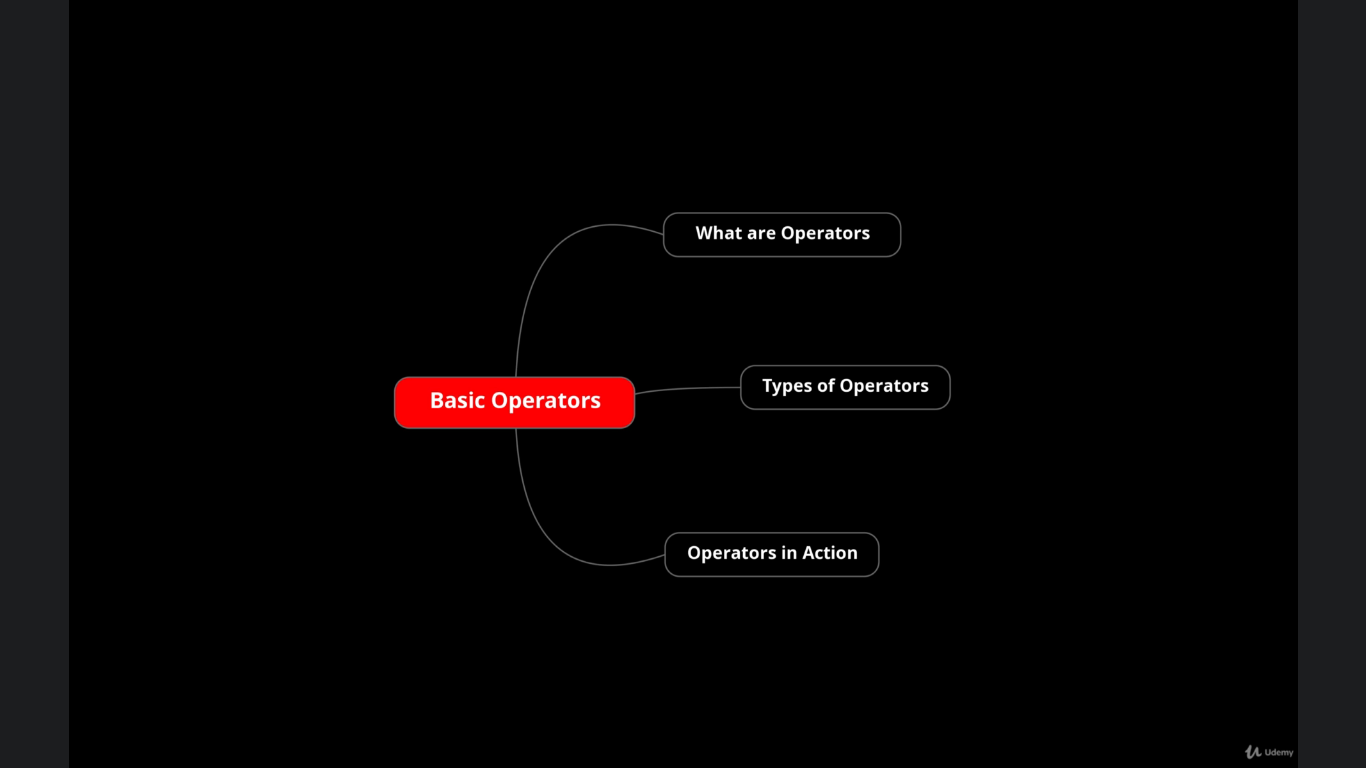 What are Operators
Types of Operators
Basic Operators
Operators in Action
Udemy